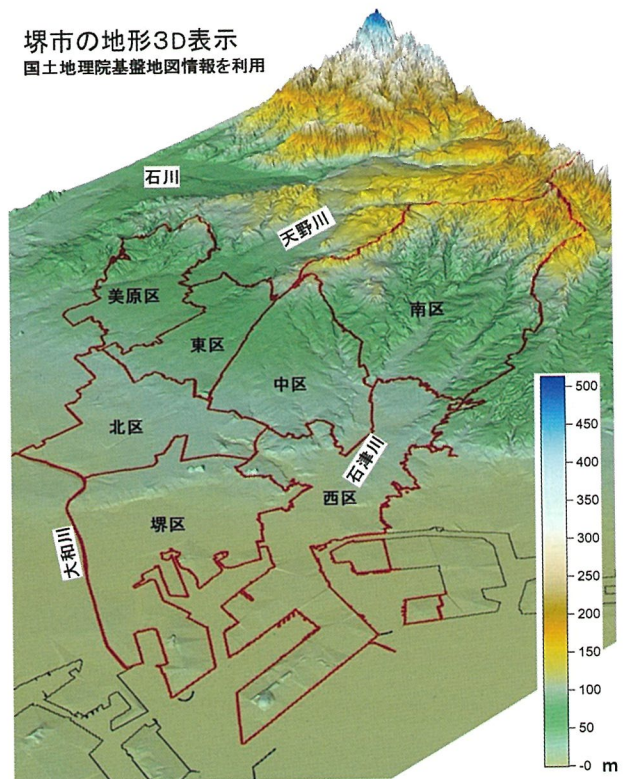 堺市の地形3D表示
国土地理院基盤地図情報を利用
石川
天野川
美原区
南区
東区
中区
北区
石津川
西区
堺区
大和川
500
450
400
350
300
250
200
150
100
50
-0 m